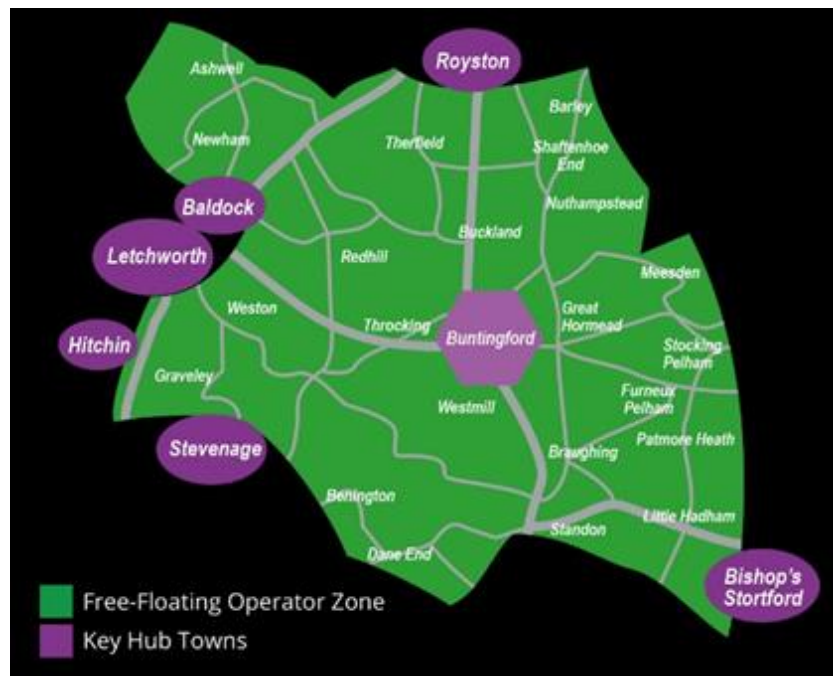 Royston
Ashwell
Barley
Newham
Therfield
Shaftenhoe
End
Baldock
Nuthampstead
Buckland
Letchworth
Redhill
Meesden
Weston
Great
Hormead
Throcking
Buntingford
Hitchin
Stocking
Pelham
Graveley
Furneux
Pelham
Westmill
Stevenage
Patmore Heath
Braughing
Benington
Little Hadham
Standon
Dane End
Bishop's
Stortford
Free-Floating Operator Zone
Key Hub Towns